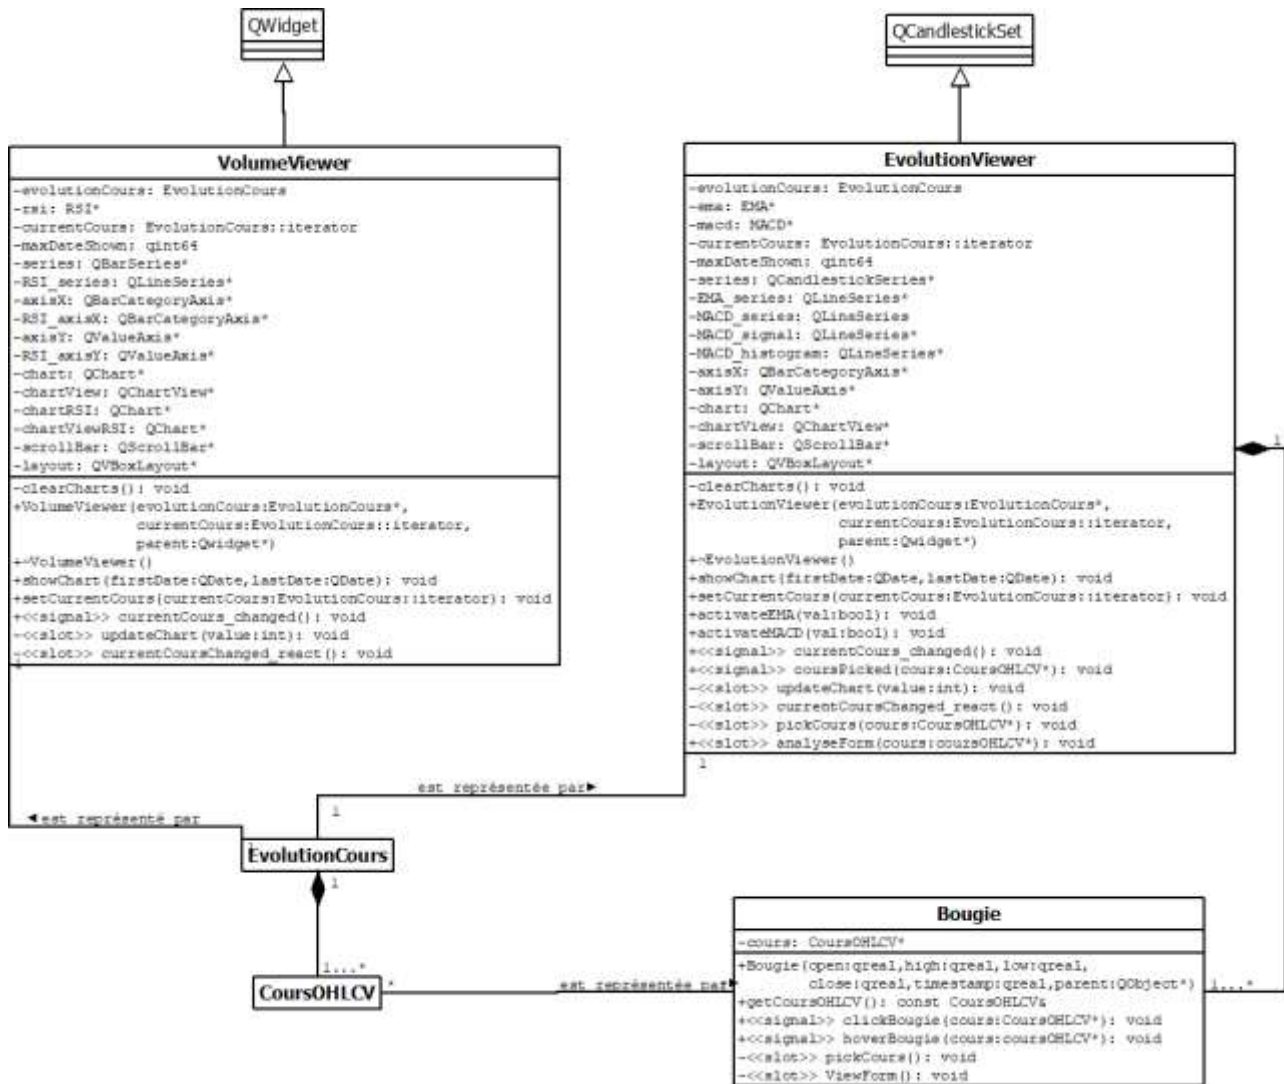 QWidget
VolumeViewer
-evolutionCours: EvolutionCours
-rsi: RSI*
-currentCours: EvolutionCours::iterator
-maxDateShown: qint64
-series: QBarSeries*
-RSI_series: QLineSeries*
-axisX: QBarCategoryAxis*
-RSI_axisX: QBarCategoryAxis*
-axisY: QValueAxis*
-RSI_axisY: QValueAxis*
-chart: QChart*
-chartView: QChartView*
-chartRSI: QChart*
-chartViewRSI: QChart*
-scrollBar: QScrollBar*
-layout: QVBoxLayout*
-clearCharts(): void
+VolumeViewer(evolutionCours:EvolutionCours*,
currentCours:EvolutionCours::iterator,
parent:Qwidget*)
+~VolumeViewer()
+showChart(firstDate:QDate,lastDate:QDate): void
+setCurrentCours(currentCours:EvolutionCours::iterator): void
+<<signal>> currentCours_changed(): void
-<<slot>> updateChart(value:int): void
-<<slot>> currentCoursChanged_react(): void
1
QCandlestickSet
EvolutionViewer
-evolutionCours: EvolutionCours
-ema: EMA*
-macd: MACD*
-currentCours: EvolutionCours::iterator
-maxDateShown: qint64
-series: QCandlestickSeries*
-EMA_series: QLineSeries*
-MACD_series: QLineSeries
-MACD_signal: QLineSeries*
-MACD_histogram: QLineSeries*
-axisX: QBarCategoryAxis*
-axisY: QValueAxis*
-chart: QChart*
-chartView: QChartView*
-scrollBar: QScrollBar*
-layout: QVBoxLayout*
1
-clearCharts(): void
+EvolutionViewer(evolutionCours:EvolutionCours*,
currentCours:EvolutionCours::iterator,
parent:Qwidget*)
+~EvolutionViewer()
+showChart(firstDate:QDate,lastDate:QDate): void
+setCurrentCours(currentCours:EvolutionCours::iterator): void
+activateEMA(val:bool): void
+activateMACD(val:bool): void
+<<signal>> currentCours_changed(): void
+<<signal>> coursPicked(cours:CoursOHLCV*): void
-<<slot>> updateChart(value:int): void
-<<slot>> currentCoursChanged_react(): void
-<<slot>> pickCours(cours:CoursOHLCV*): void
+<<slot>> analyseForm(cours:coursOHLCV*): void
1
est représentée par►
1
◄est représenté par
1
EvolutionCours
1
1...*
CoursOHLCV
*
est représentée par►
Bougie
-cours: CoursOHLCV*
+Bougie(open:qreal,high:qreal,low:qreal,
close:qreal,timestamp:qreal,parent:QObject*)
+getCoursOHLCV(): const CoursOHLCV&
+<<signal>> clickBougie(cours:CoursOHLCV*): void
+<<signal>> hoverBougie(cours:coursOHLCV*): void
-<<slot>> pickCours(): void
-<<slot>> ViewForm(): void
1...*